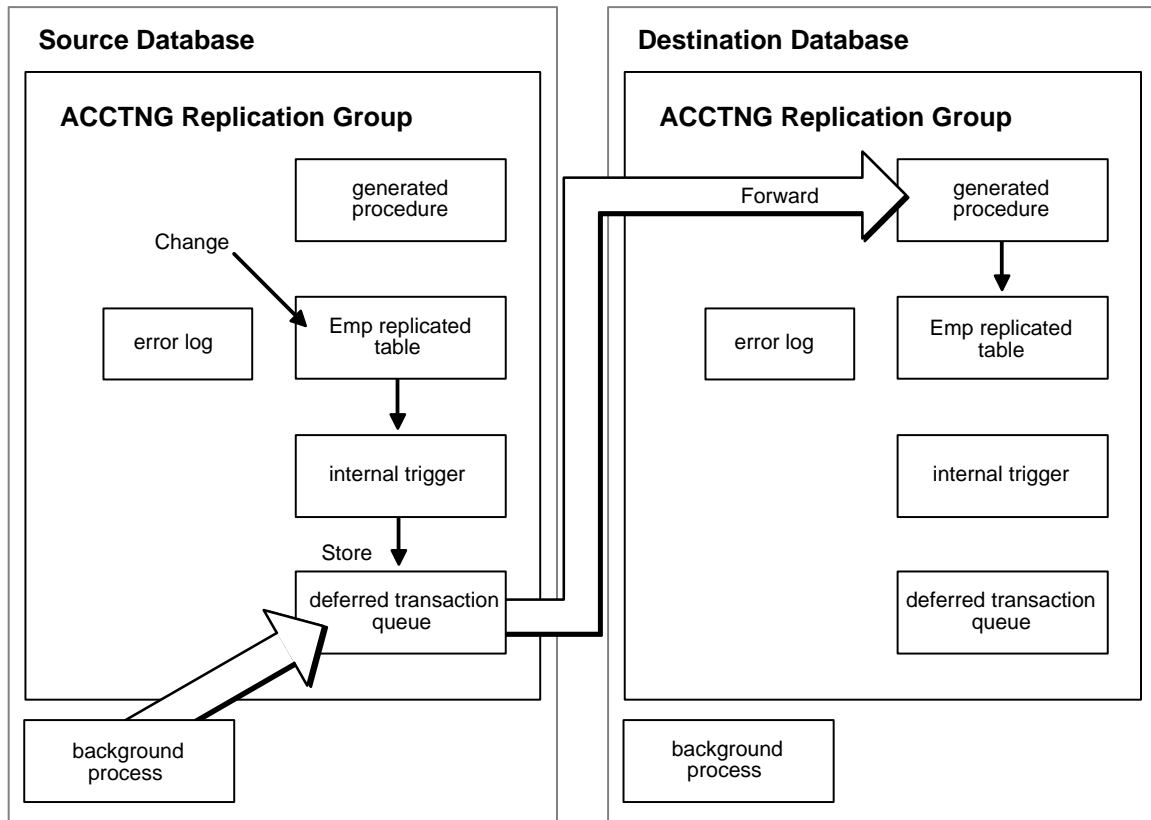 Source Database
ACCTNG Replication Group
generated
procedure
Change
Emp replicated
table
error log
internal trigger
Store
deferred transaction
queue
background
process
Destination Database
ACCTNG Replication Group
Forward
generated
procedure
Emp replicated
table
error log
internal trigger
deferred transaction
queue
background
process